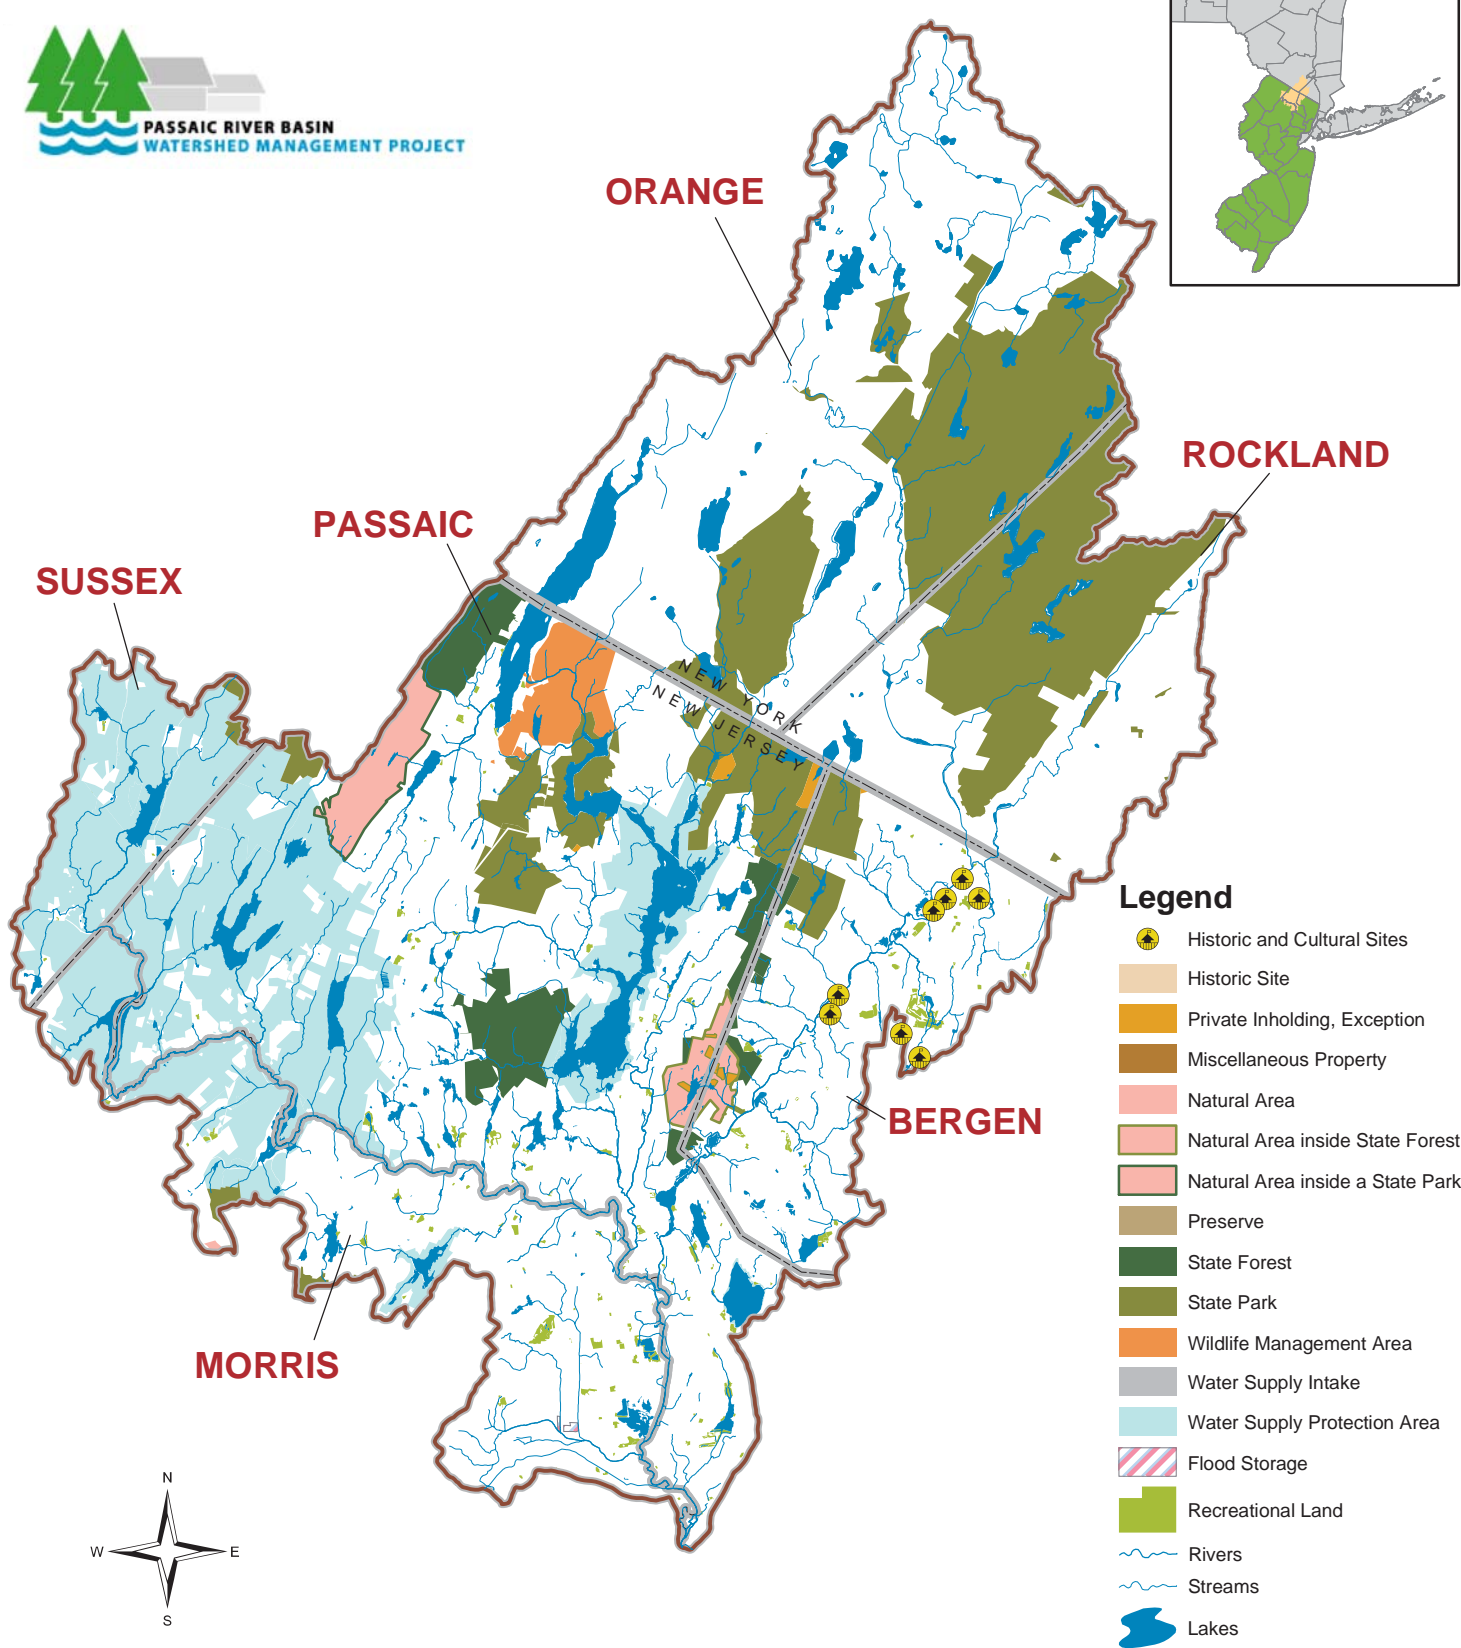 PASSAIC RIVER BASIN
WATERSHED MANAGEMENT PROJECT
ORANGE
ROCKLAND
PASSAIC
SUSSEX
NEW YORK
NEW JERSEY
BERGEN
MORRIS
N
W
E
S
Legend
Historic and Cultural Sites
Historic Site
Private Inholding, Exception
Miscellaneous Property
Natural Area
Natural Area inside State Forest
Natural Area inside a State Park
Preserve
State Forest
State Park
Wildlife Management Area
Water Supply Intake
Water Supply Protection Area
Flood Storage
Recreational Land
Rivers
Streams
Lakes